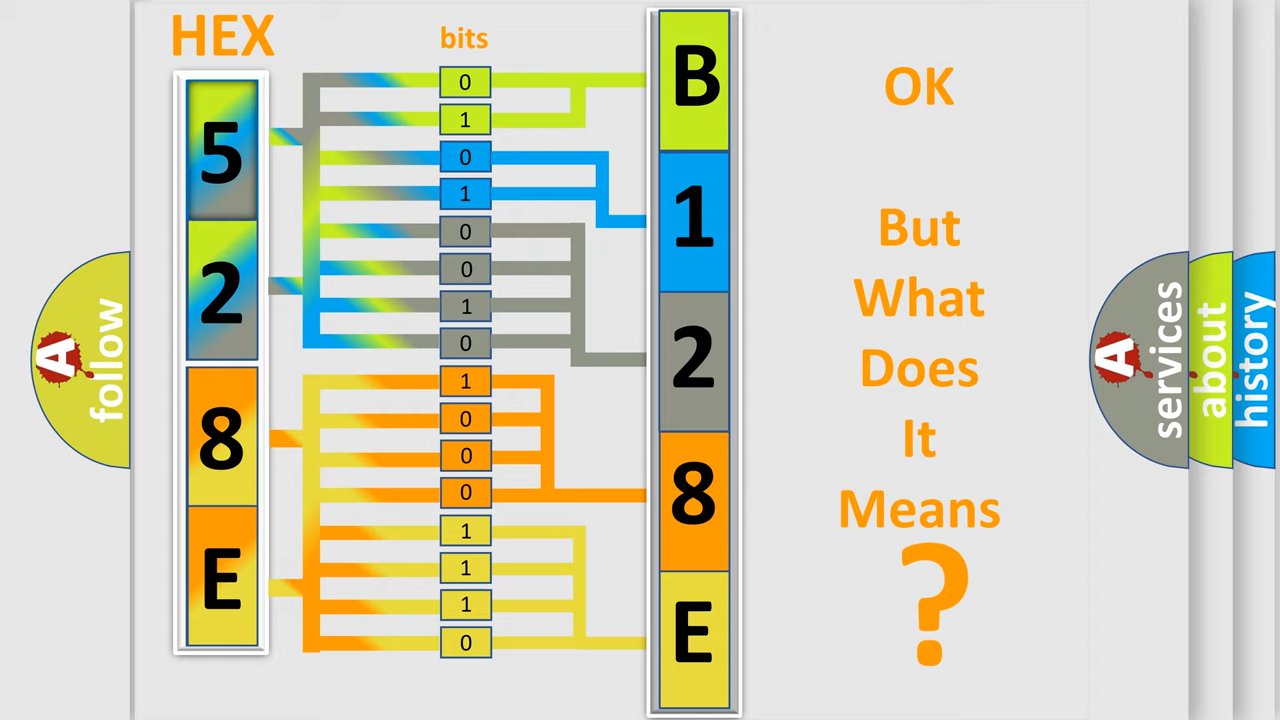 HEX
bits
5
2
8
E
0
1
0
1
0
0
1
0
1
0
0
0
1
1
1
0
B
1
2
8
E
OK
But
What
Does
It
Means
?
A
follow
A
services
about
history